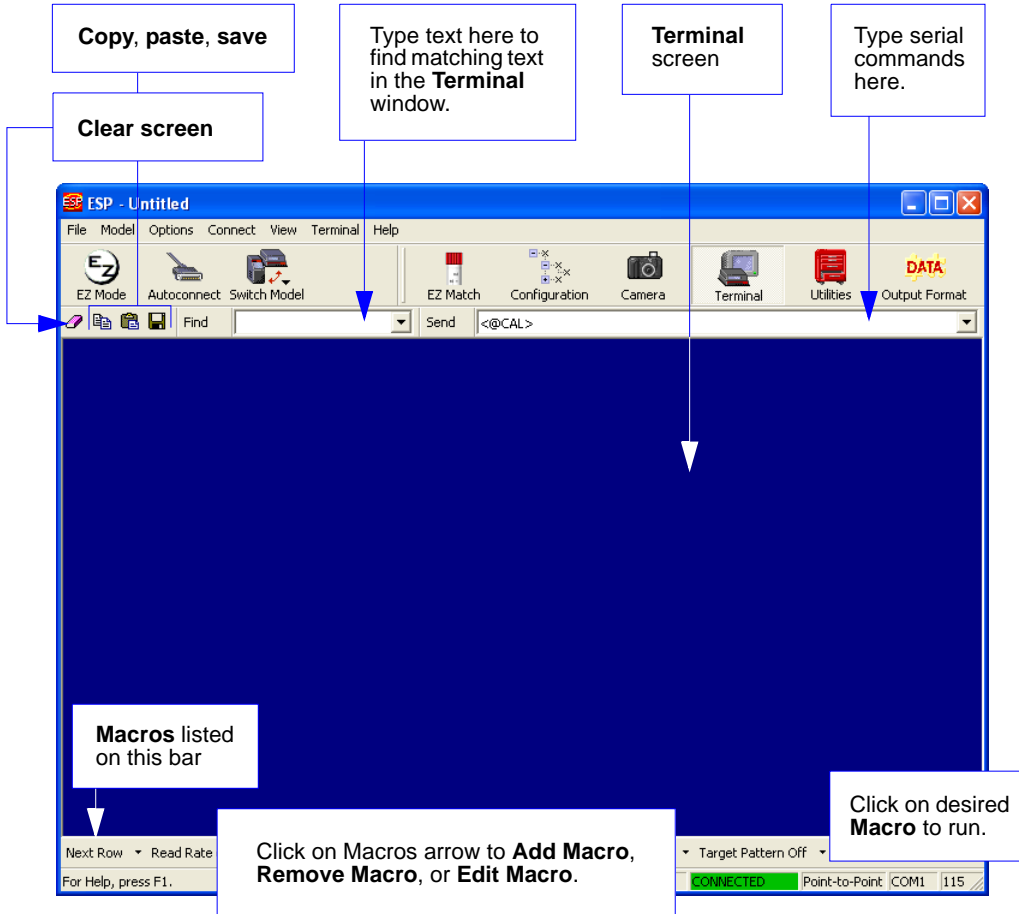 Copy, paste, save
Clear screen
Type text here to
find matching text
in the Terminal
window.
Terminal
screen
Type serial
commands
here.
ESP - Untitled
File Model Options Connect View Terminal Help
EZ
EZ Mode Autoconnect Switch Model EZ Match Configuration Camera Terminal Utilities DATA Output Format
Find Send <@CAL>
Macros listed
on this bar
Click on desired
Macro to run.
Click on Macros arrow to Add Macro,
Remove Macro, or Edit Macro.
Next Row Read Rate Target Pattern Off
For Help, press F1. CONNECTED Point-to-Point COM1 115